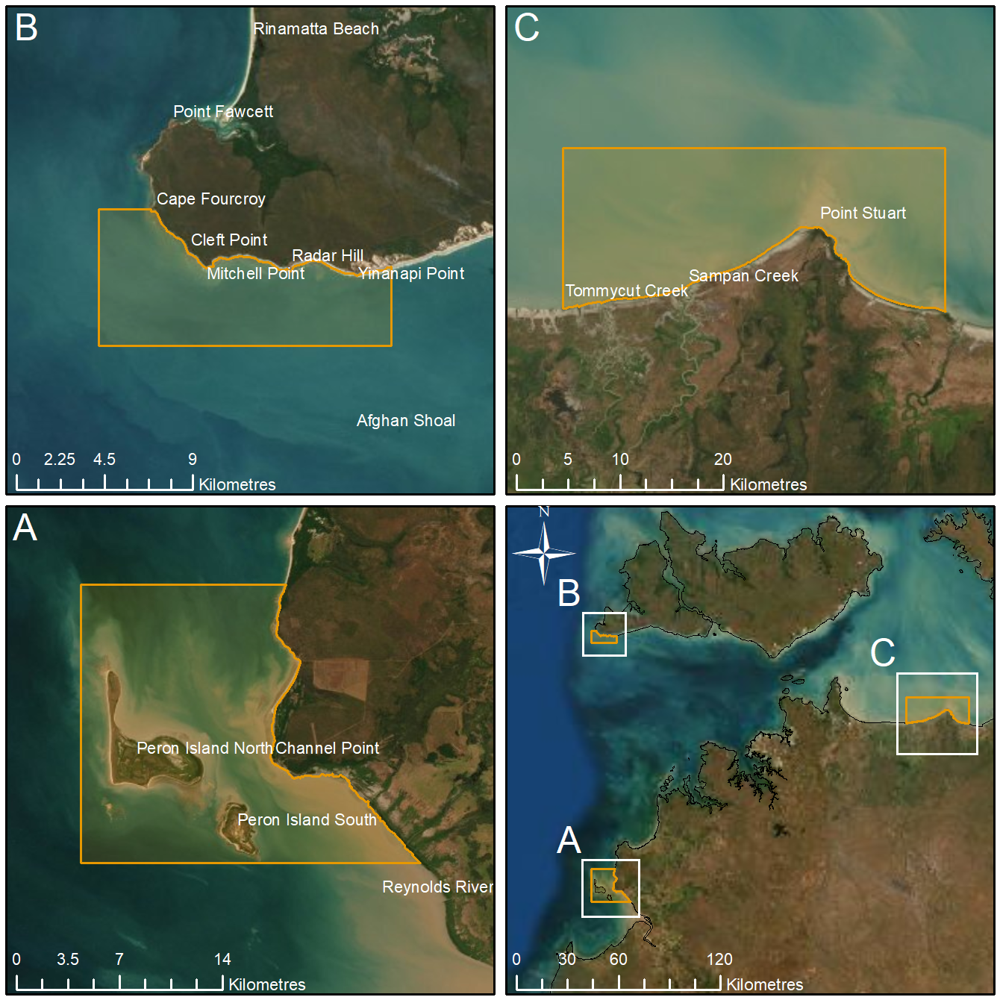 B
Rinamatta Beach
Point Fawcett
Cape Fourcroy
Cleft Point
Radar Hill
Mitchell Point
Yinanapi Point
Afghan Shoal
0 2.25 4.5 9
Kilometres
C
Point Stuart
Sampan Creek
Tommycut Creek
0 5 10 20
Kilometres
A
Peron Island North
Channel Point
Peron Island South
Reynolds River
0 3.5 7 14
Kilometres
N
B
C
A
0 30 60 120
Kilometres